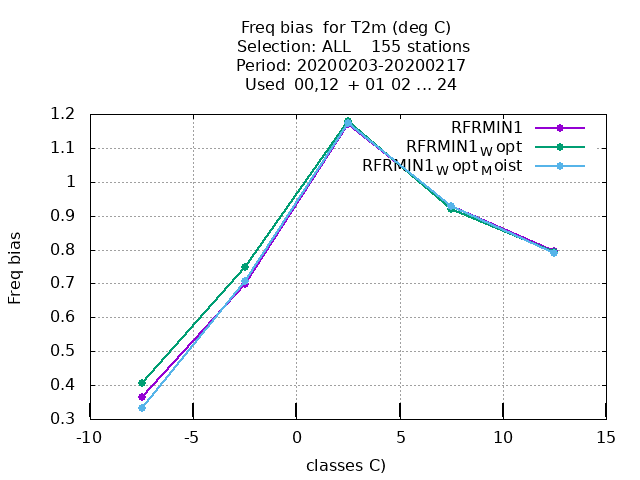 Freq bias  for T2m (deg C)
Selection: ALL    155 stations
Period: 20200203-20200217
Used  00,12  + 01 02 ... 24
RFRMIN1
RFRMIN1Wopt
RFRMIN1WoptMoist
1.2
1.1
1
0.9
0.8
0.7
0.6
0.5
0.4
0.3
Freq bias
-10
-5
0
5
10
15
classes C)